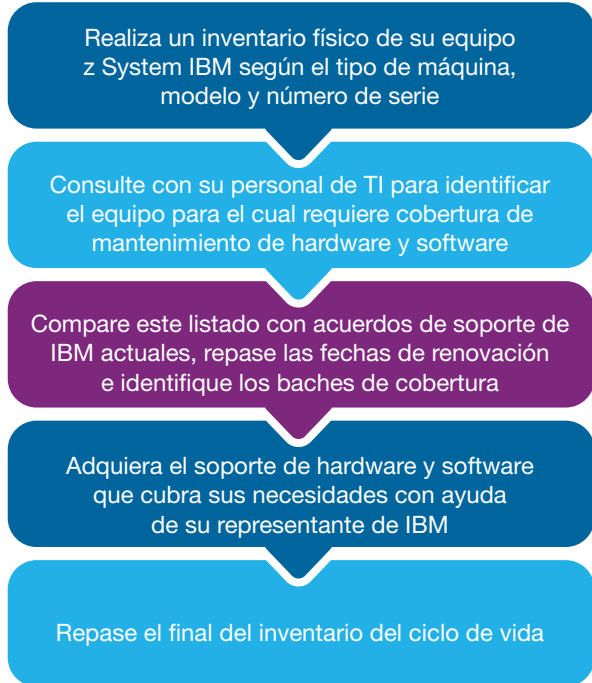 Realiza un inventario físico de su equipo
z System IBM según el tipo de máquina,
modelo y número de serie
Consulte con su personal de TI para identificar
el equipo para el cual requiere cobertura de
mantenimiento de hardware y software
Compare este listado con acuerdos de soporte de
IBM actuales, repase las fechas de renovación
e identifique los baches de cobertura
Adquiera el soporte de hardware y software
que cubra sus necesidades con ayuda
de su representante de IBM
Repase el final del inventario del ciclo de vida